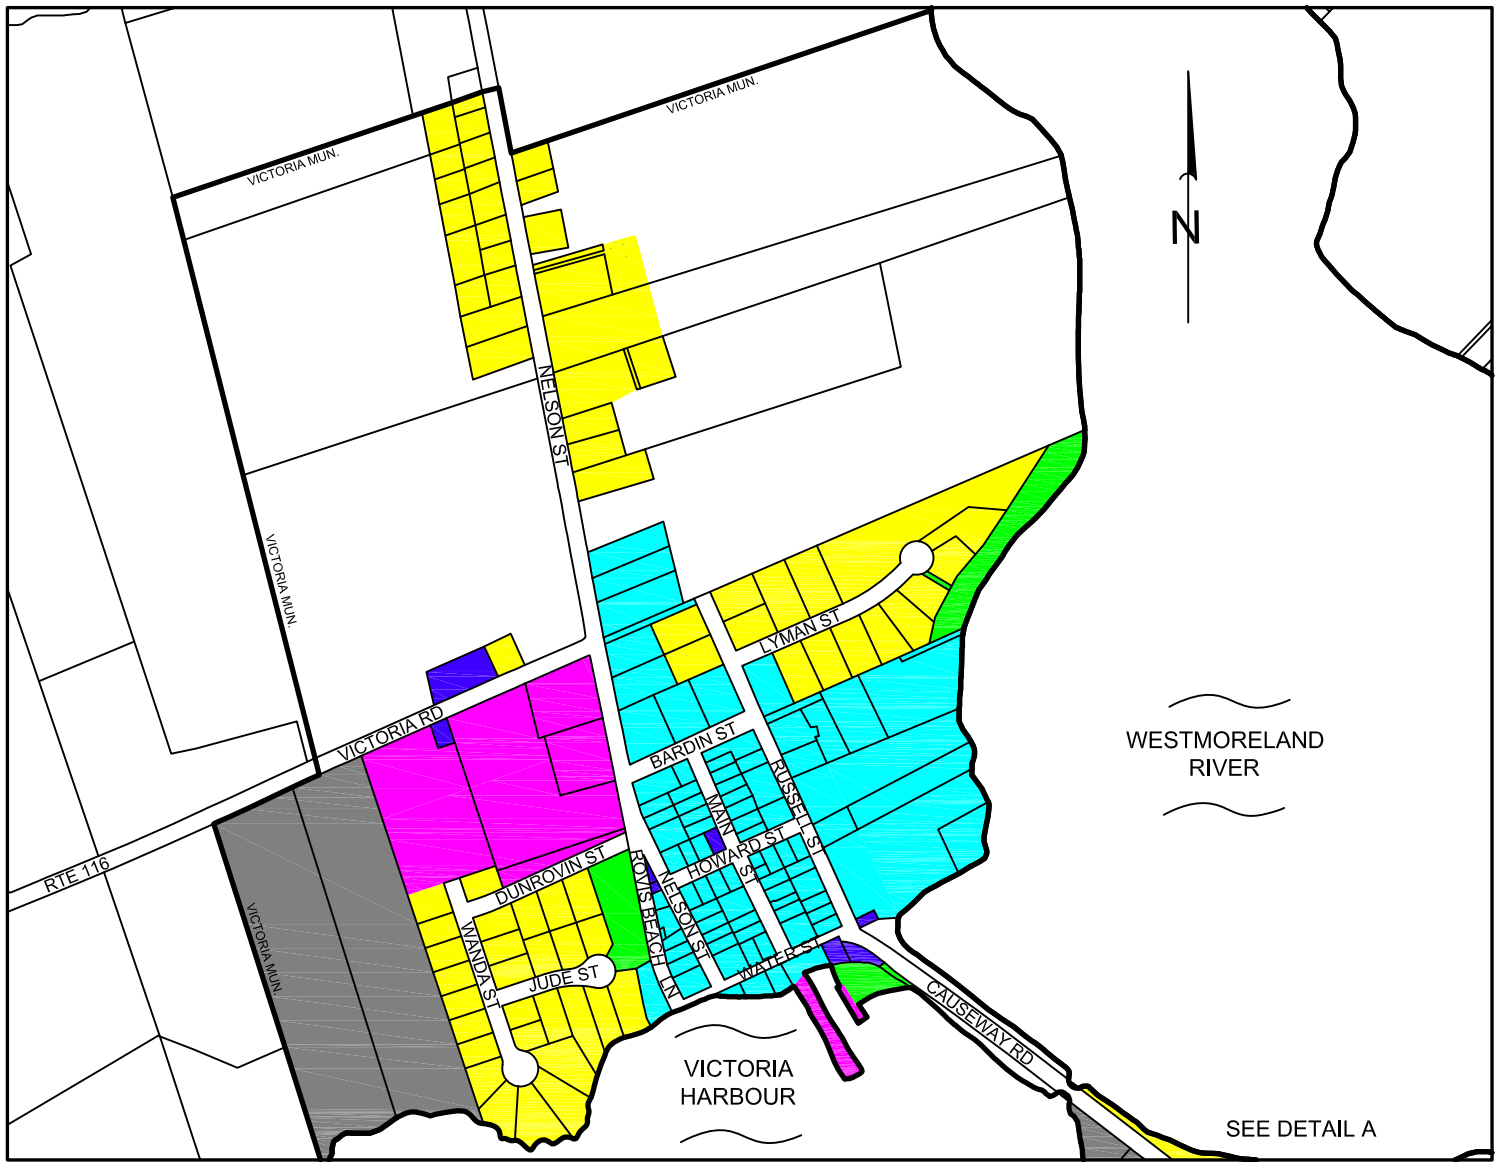 VICTORIA MUN.
VICTORIA MUN.
N
NELSON ST
VICTORIA MUN.
LYMAN ST
VICTORIA RD
BARDIN ST
WESTMORELAND
RIVER
RUSSELL ST
MAIN ST
HOWARD ST
RTE 116
DUNROVIN ST
ROVIS BEACH LN
NELSON ST
VICTORIA MUN
WANDA ST
WATER ST
JUDE ST
CAUSEWAY RD
VICTORIA
HARBOUR
SEE DETAIL A